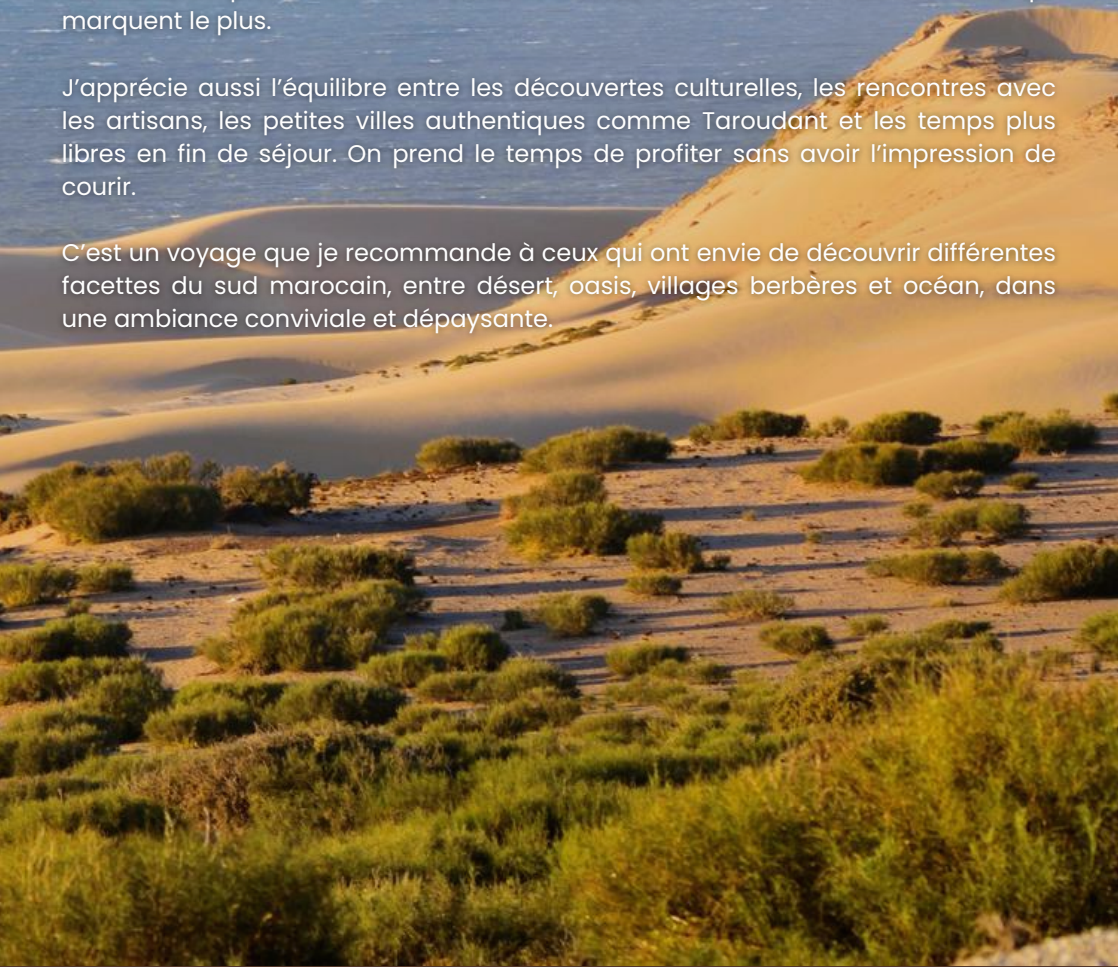 marquent le plus.
J’apprécie aussi l’équilibre entre les découvertes culturelles, les rencontres avec
les artisans, les petites villes authentiques comme Taroudant et les temps plus
libres en fin de séjour. On prend le temps de profiter sans avoir l’impression de
courir.
C’est un voyage que je recommande à ceux qui ont envie de découvrir différentes
facettes du sud marocain, entre désert, oasis, villages berbères et océan, dans
une ambiance conviviale et dépaysante.